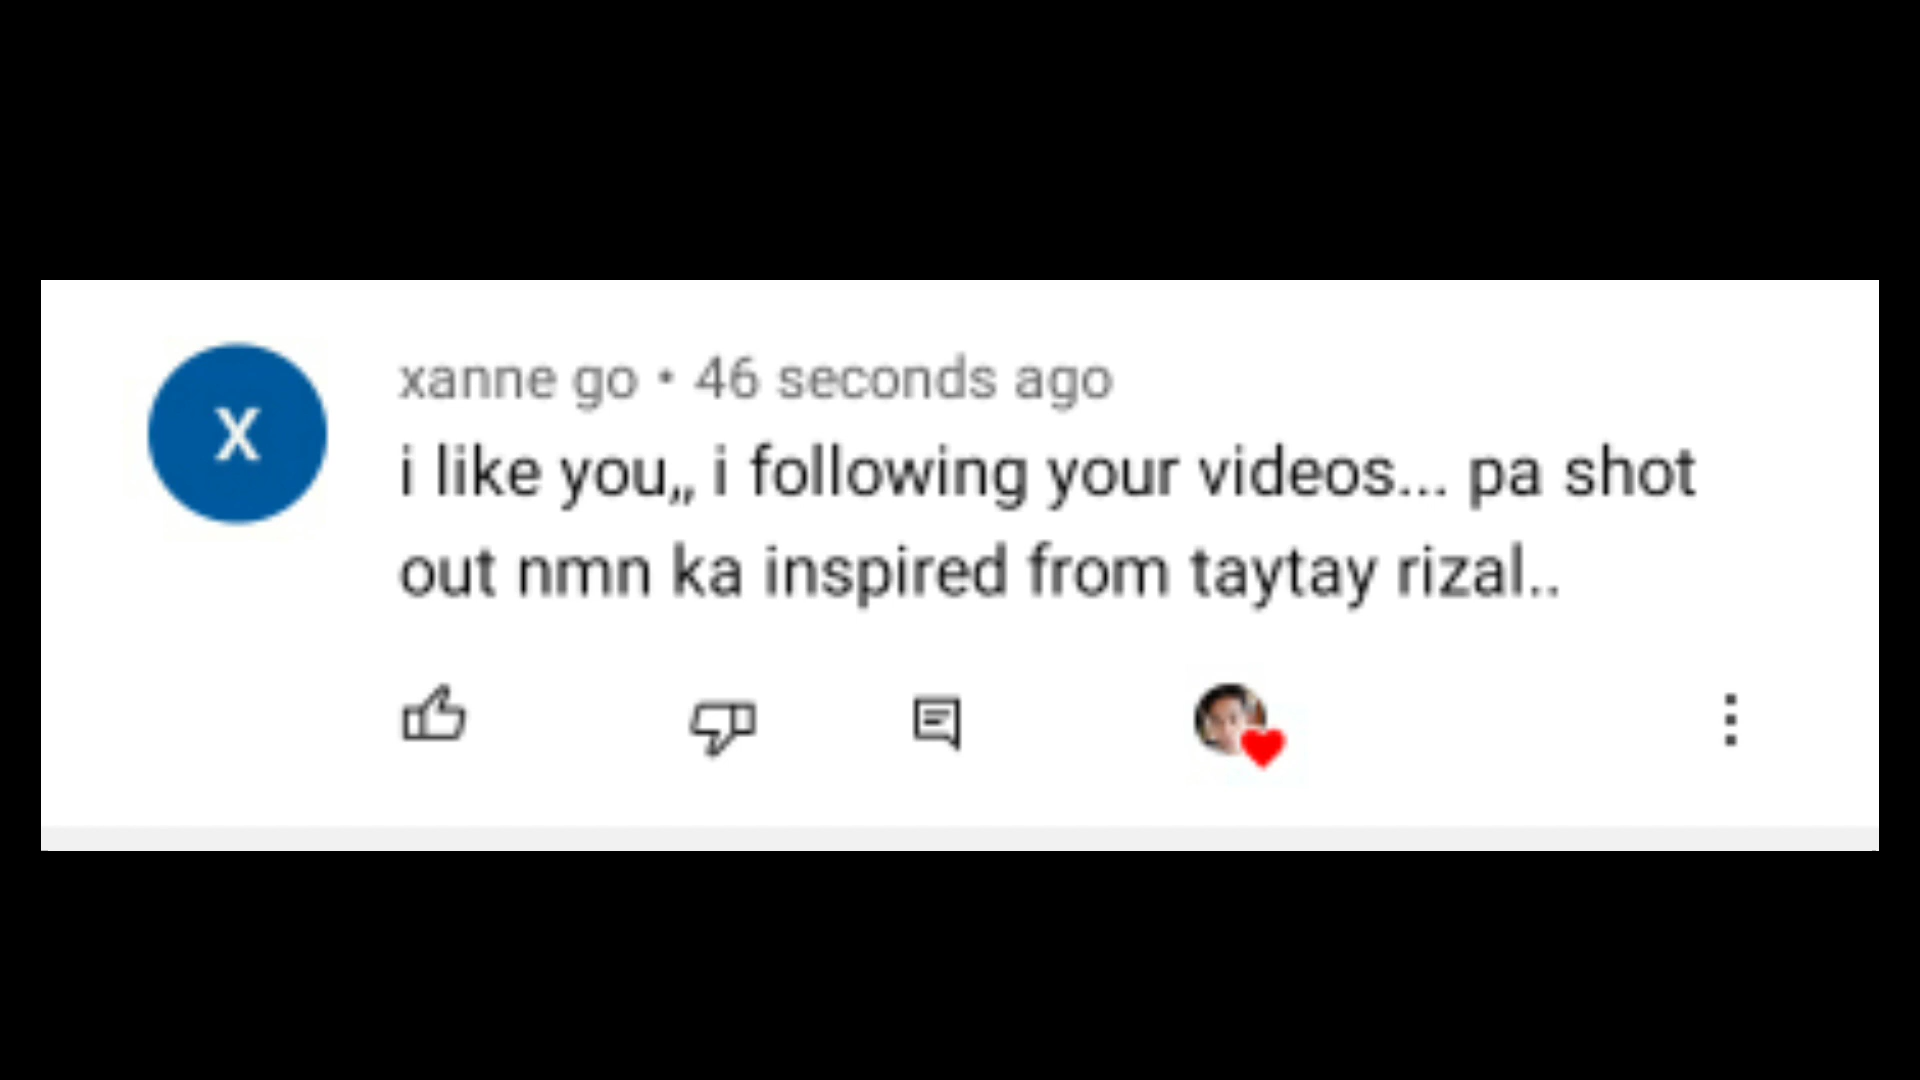 X
xanne go • 46 seconds ago
i like you,, i following your videos... pa shot
out nmn ka inspired from taytay rizal..